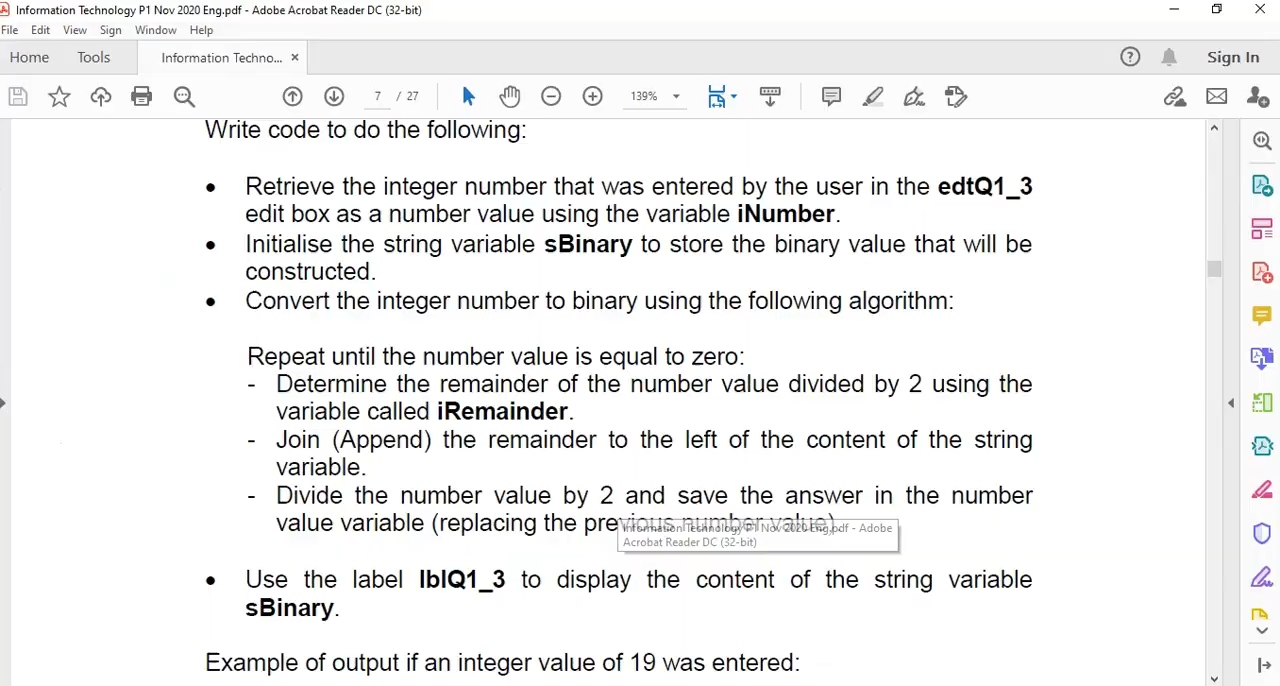 Information Technology P1 Nov 2020 Eng.pdf - Adobe Acrobat Reader DC (32-bit)
File Edit View Sign Window Help
Home Tools Information Techno... ×
Sign In
7 / 27 139%
Write code to do the following:
• Retrieve the integer number that was entered by the user in the edtQ1_3
edit box as a number value using the variable iNumber.
• Initialise the string variable sBinary to store the binary value that will be
constructed.
• Convert the integer number to binary using the following algorithm:
Repeat until the number value is equal to zero:
- Determine the remainder of the number value divided by 2 using the
variable called iRemainder.
- Join (Append) the remainder to the left of the content of the string
variable.
- Divide the number value by 2 and save the answer in the number
value variable (replacing the previous number value).
Information Technology P1 Nov 2020 Eng.pdf - Adobe
Acrobat Reader DC (32-bit)
• Use the label lblQ1_3 to display the content of the string variable
sBinary.
Example of output if an integer value of 19 was entered: